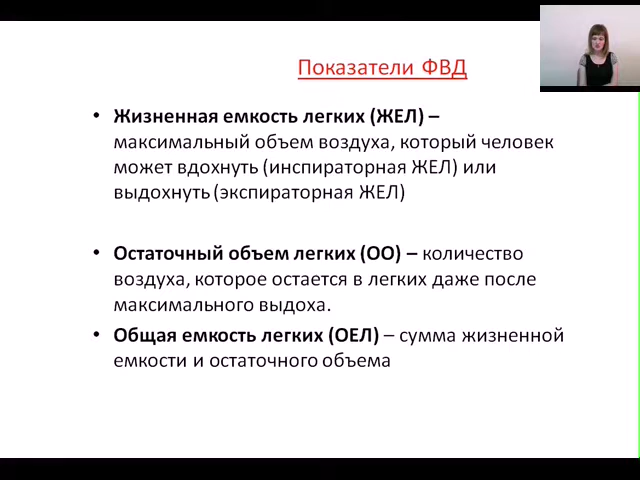 Показатели ФВД
• Жизненная емкость легких (ЖЕЛ) –
максимальный объем воздуха, который человек
может вдохнуть (инспираторная ЖЕЛ) или
выдохнуть (экспираторная ЖЕЛ)
• Остаточный объем легких (ОО) – количество
воздуха, которое остается в легких даже после
максимального выдоха.
• Общая емкость легких (ОЕЛ) – сумма жизненной
емкости и остаточного объема